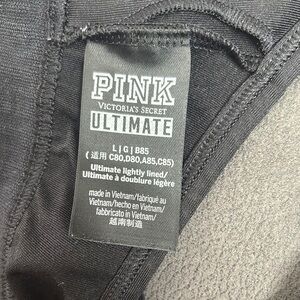 PINK
VICTORIA'S SECRET
ULTIMATE
L | G | B85
(适用 C80,D80,A85,C85)
Ultimate lightly lined/
Ultimate à doublure légère
made in Vietnam/fabriqué au
Vietnam/hecho en Vietnam/
fabbricato in Vietnam/
越南制造